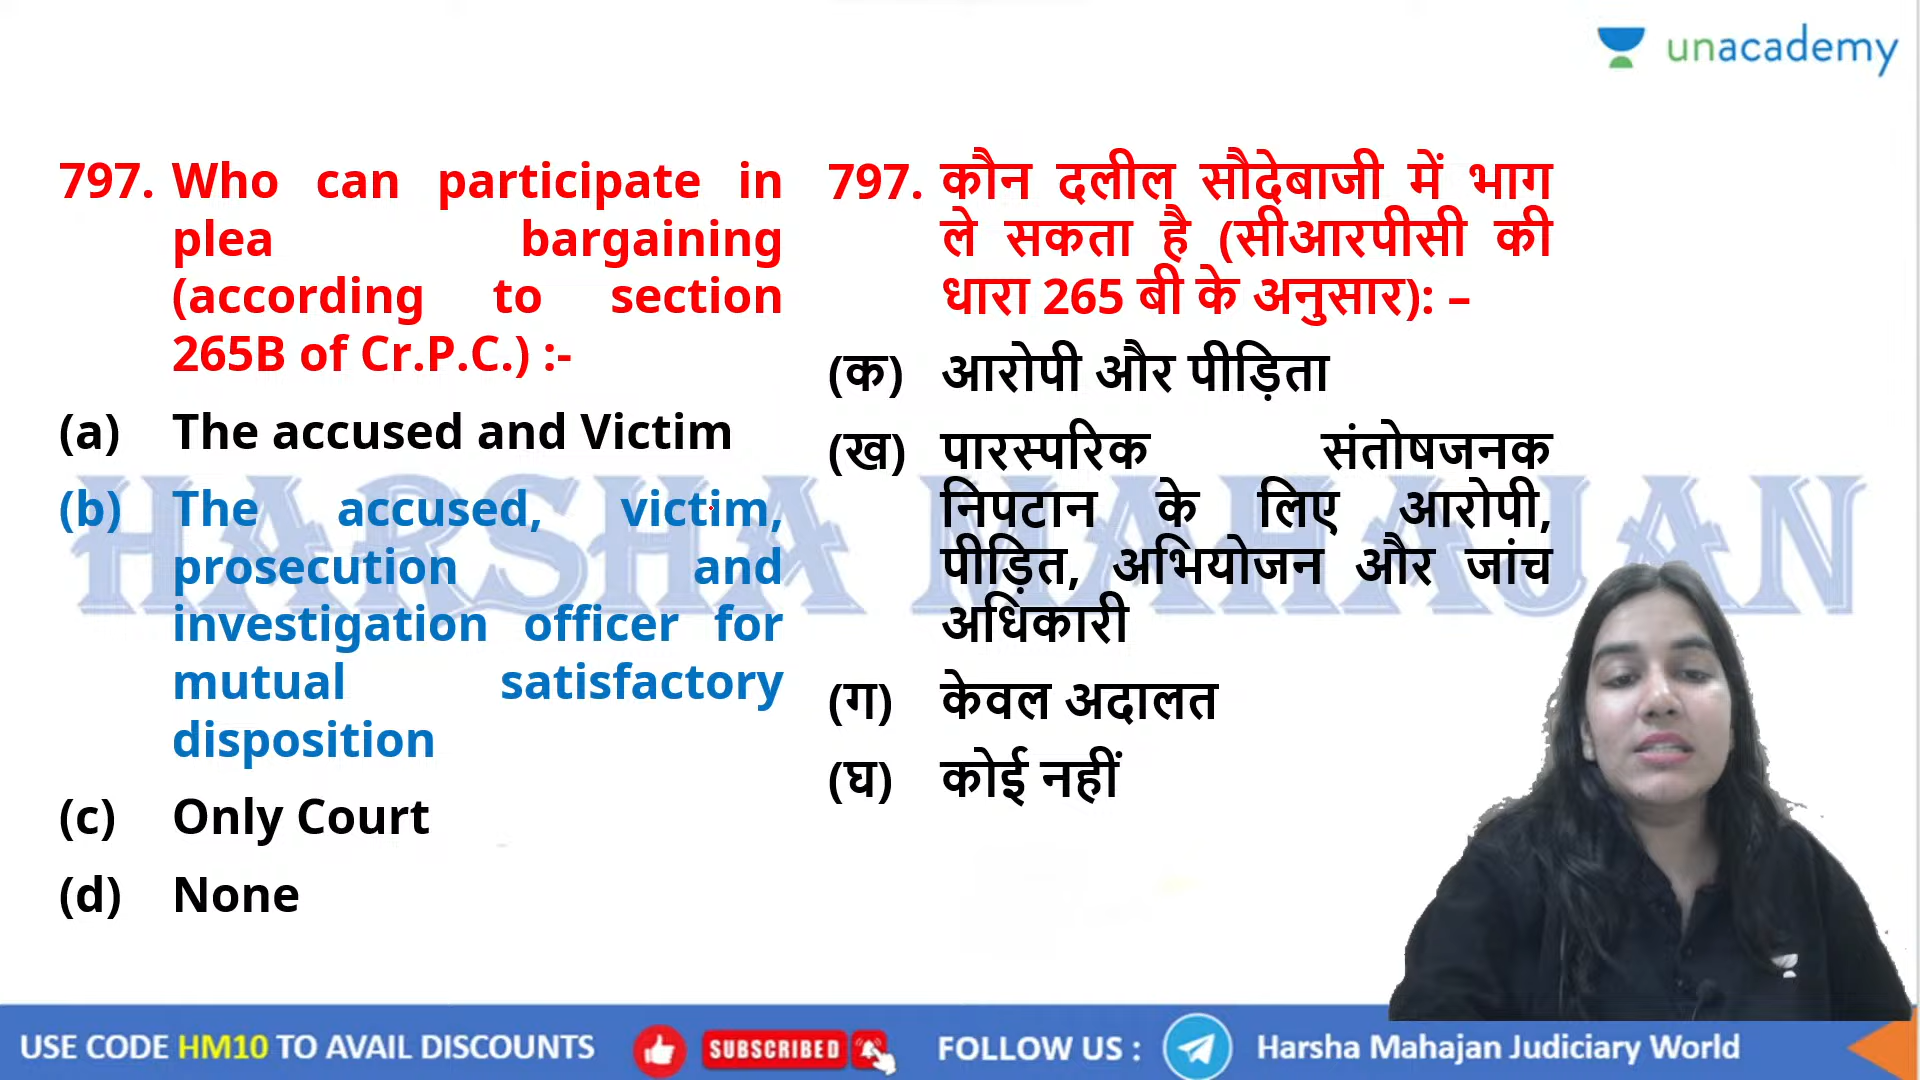 unacademy
797. Who can participate in
plea bargaining
(according to section
265B of Cr.P.C.) :-
(a) The accused and Victim
(b) The accused, victim,
prosecution and
investigation officer for
mutual satisfactory
disposition
(c) Only Court
(d) None
797. कौन दलील सौदेबाजी में भाग
ले सकता है (सीआरपीसी की
धारा 265 बी के अनुसार): –
(क) आरोपी और पीड़िता
(ख) पारस्परिक संतोषजनक
निपटान के लिए आरोपी,
पीड़ित, अभियोजन और जांच
अधिकारी
(ग) केवल अदालत
(घ) कोई नहीं
HARSHA MAHAJAN
USE CODE HM10 TO AVAIL DISCOUNTS
SUBSCRIBED
FOLLOW US :
Harsha Mahajan Judiciary World